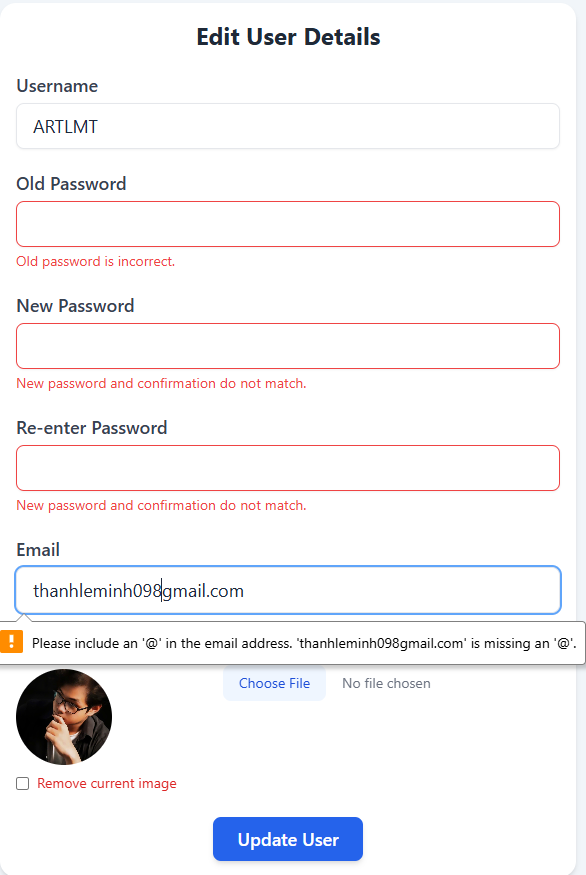 Edit User Details
Username
ARTLMT
Old Password
Old password is incorrect.
New Password
New password and confirmation do not match.
Re-enter Password
New password and confirmation do not match.
Email
thanhleminh098gmail.com
Please include an '@' in the email address. 'thanhleminh098gmail.com' is missing an '@'.
Choose File No file chosen
Remove current image
Update User